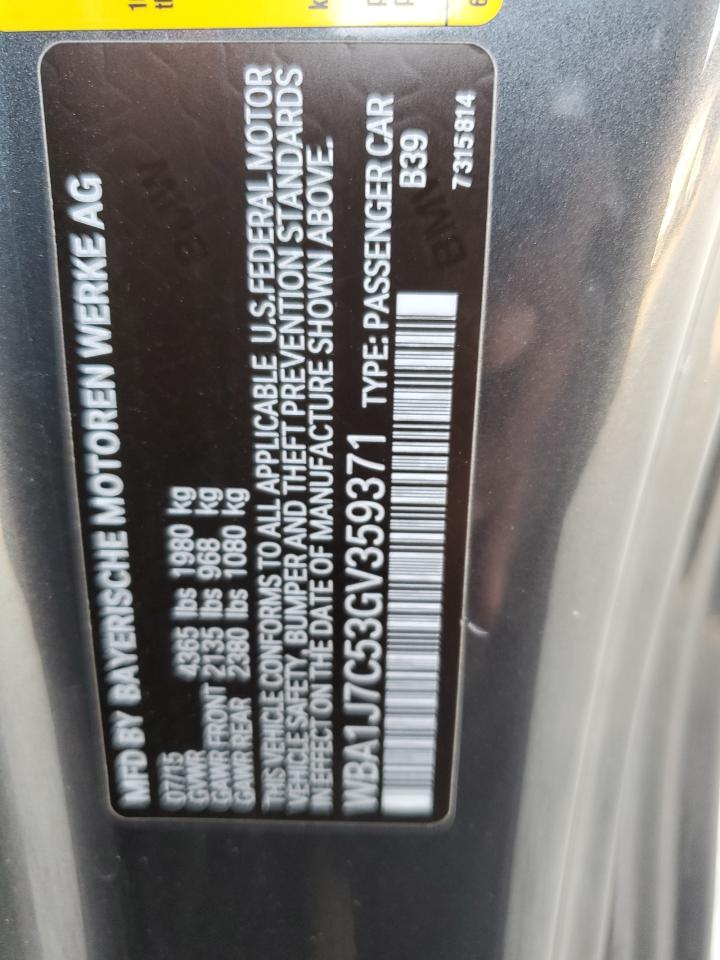 MFD BY BAYERISCHE MOTOREN WERKE AG
07/15
GVWR 4365 lbs 1980 kg
GAWR FRONT 2135 lbs 968 kg
GAWR REAR 2380 lbs 1080 kg
THIS VEHICLE CONFORMS TO ALL APPLICABLE U.S.FEDERAL MOTOR
VEHICLE SAFETY, BUMPER AND THEFT PREVENTION STANDARDS
IN EFFECT ON THE DATE OF MANUFACTURE SHOWN ABOVE.
WBA1J7C53GV359371 TYPE: PASSENGER CAR
B39
7315814
BMW
BMW